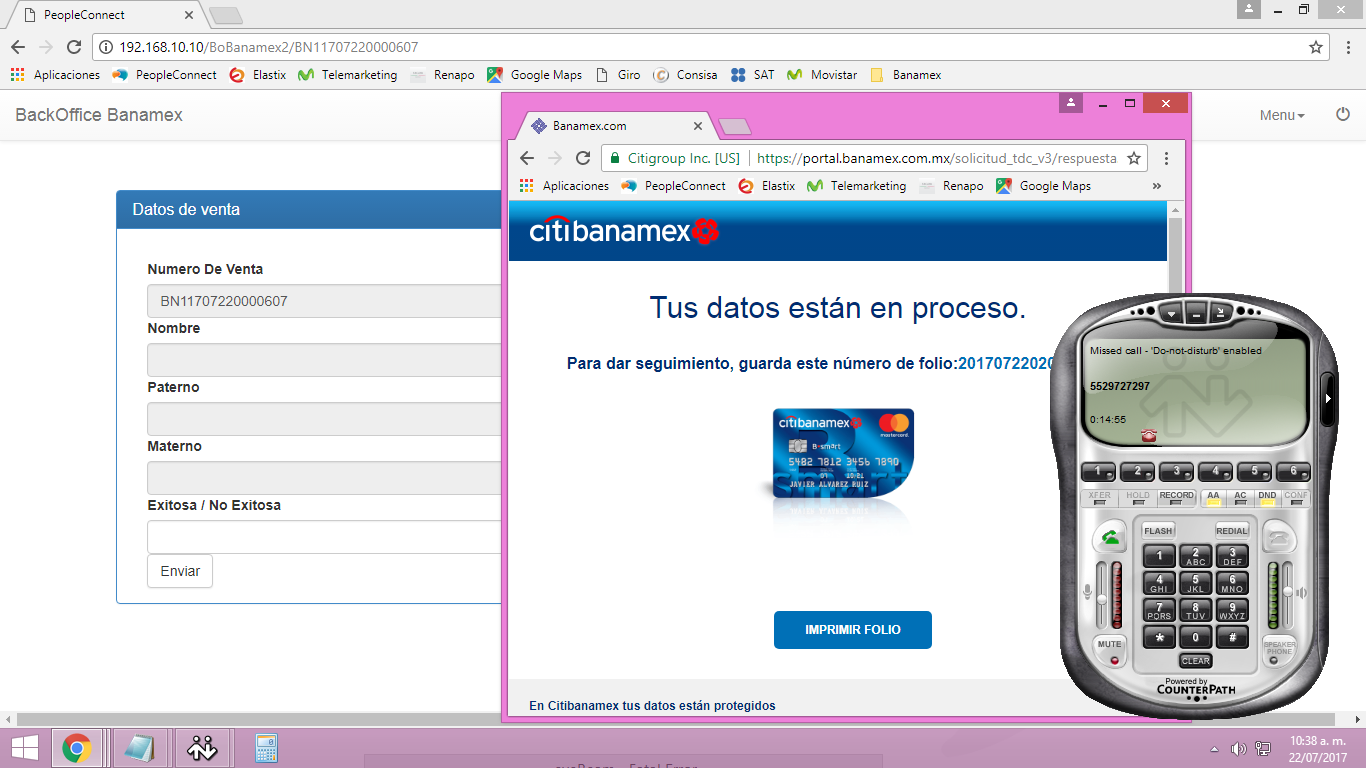 PeopleConnect
192.168.10.10/BoBanamex2/BN11707220000607
Aplicaciones PeopleConnect Elastix Telemarketing Renapo Google Maps Giro Consisa SAT Movistar Banamex
BackOffice Banamex
Menu
Datos de venta
Numero De Venta
BN11707220000607
Nombre
Paterno
Materno
Exitosa / No Exitosa
Enviar
Banamex.com
Citigroup Inc. [US] https://portal.banamex.com.mx/solicitud_tdc_v3/respuesta
Aplicaciones PeopleConnect Elastix Telemarketing Renapo Google Maps »
citibanamex
Tus datos están en proceso.
Para dar seguimiento, guarda este número de folio:2017072202
citibanamex
mastercard.
B•smart
5482 7812 3456 7890
JAVIER ALVAREZ RUIZ
IMPRIMIR FOLIO
En Citibanamex tus datos están protegidos
Missed call - 'Do-not-disturb' enabled
5529727297
0:14:55
1 2 3 4 5 6
XFER HOLD RECORD AA AC DND CONF
FLASH REDIAL
1 2 ABC 3 DEF
4 GHI 5 JKL 6 MNO
7 PQRS 8 TUV 9 WXYZ
* 0 #
MUTE
SPEAKER PHONE
CLEAR
Powered by
COUNTERPATH
10:38 a. m.
22/07/2017